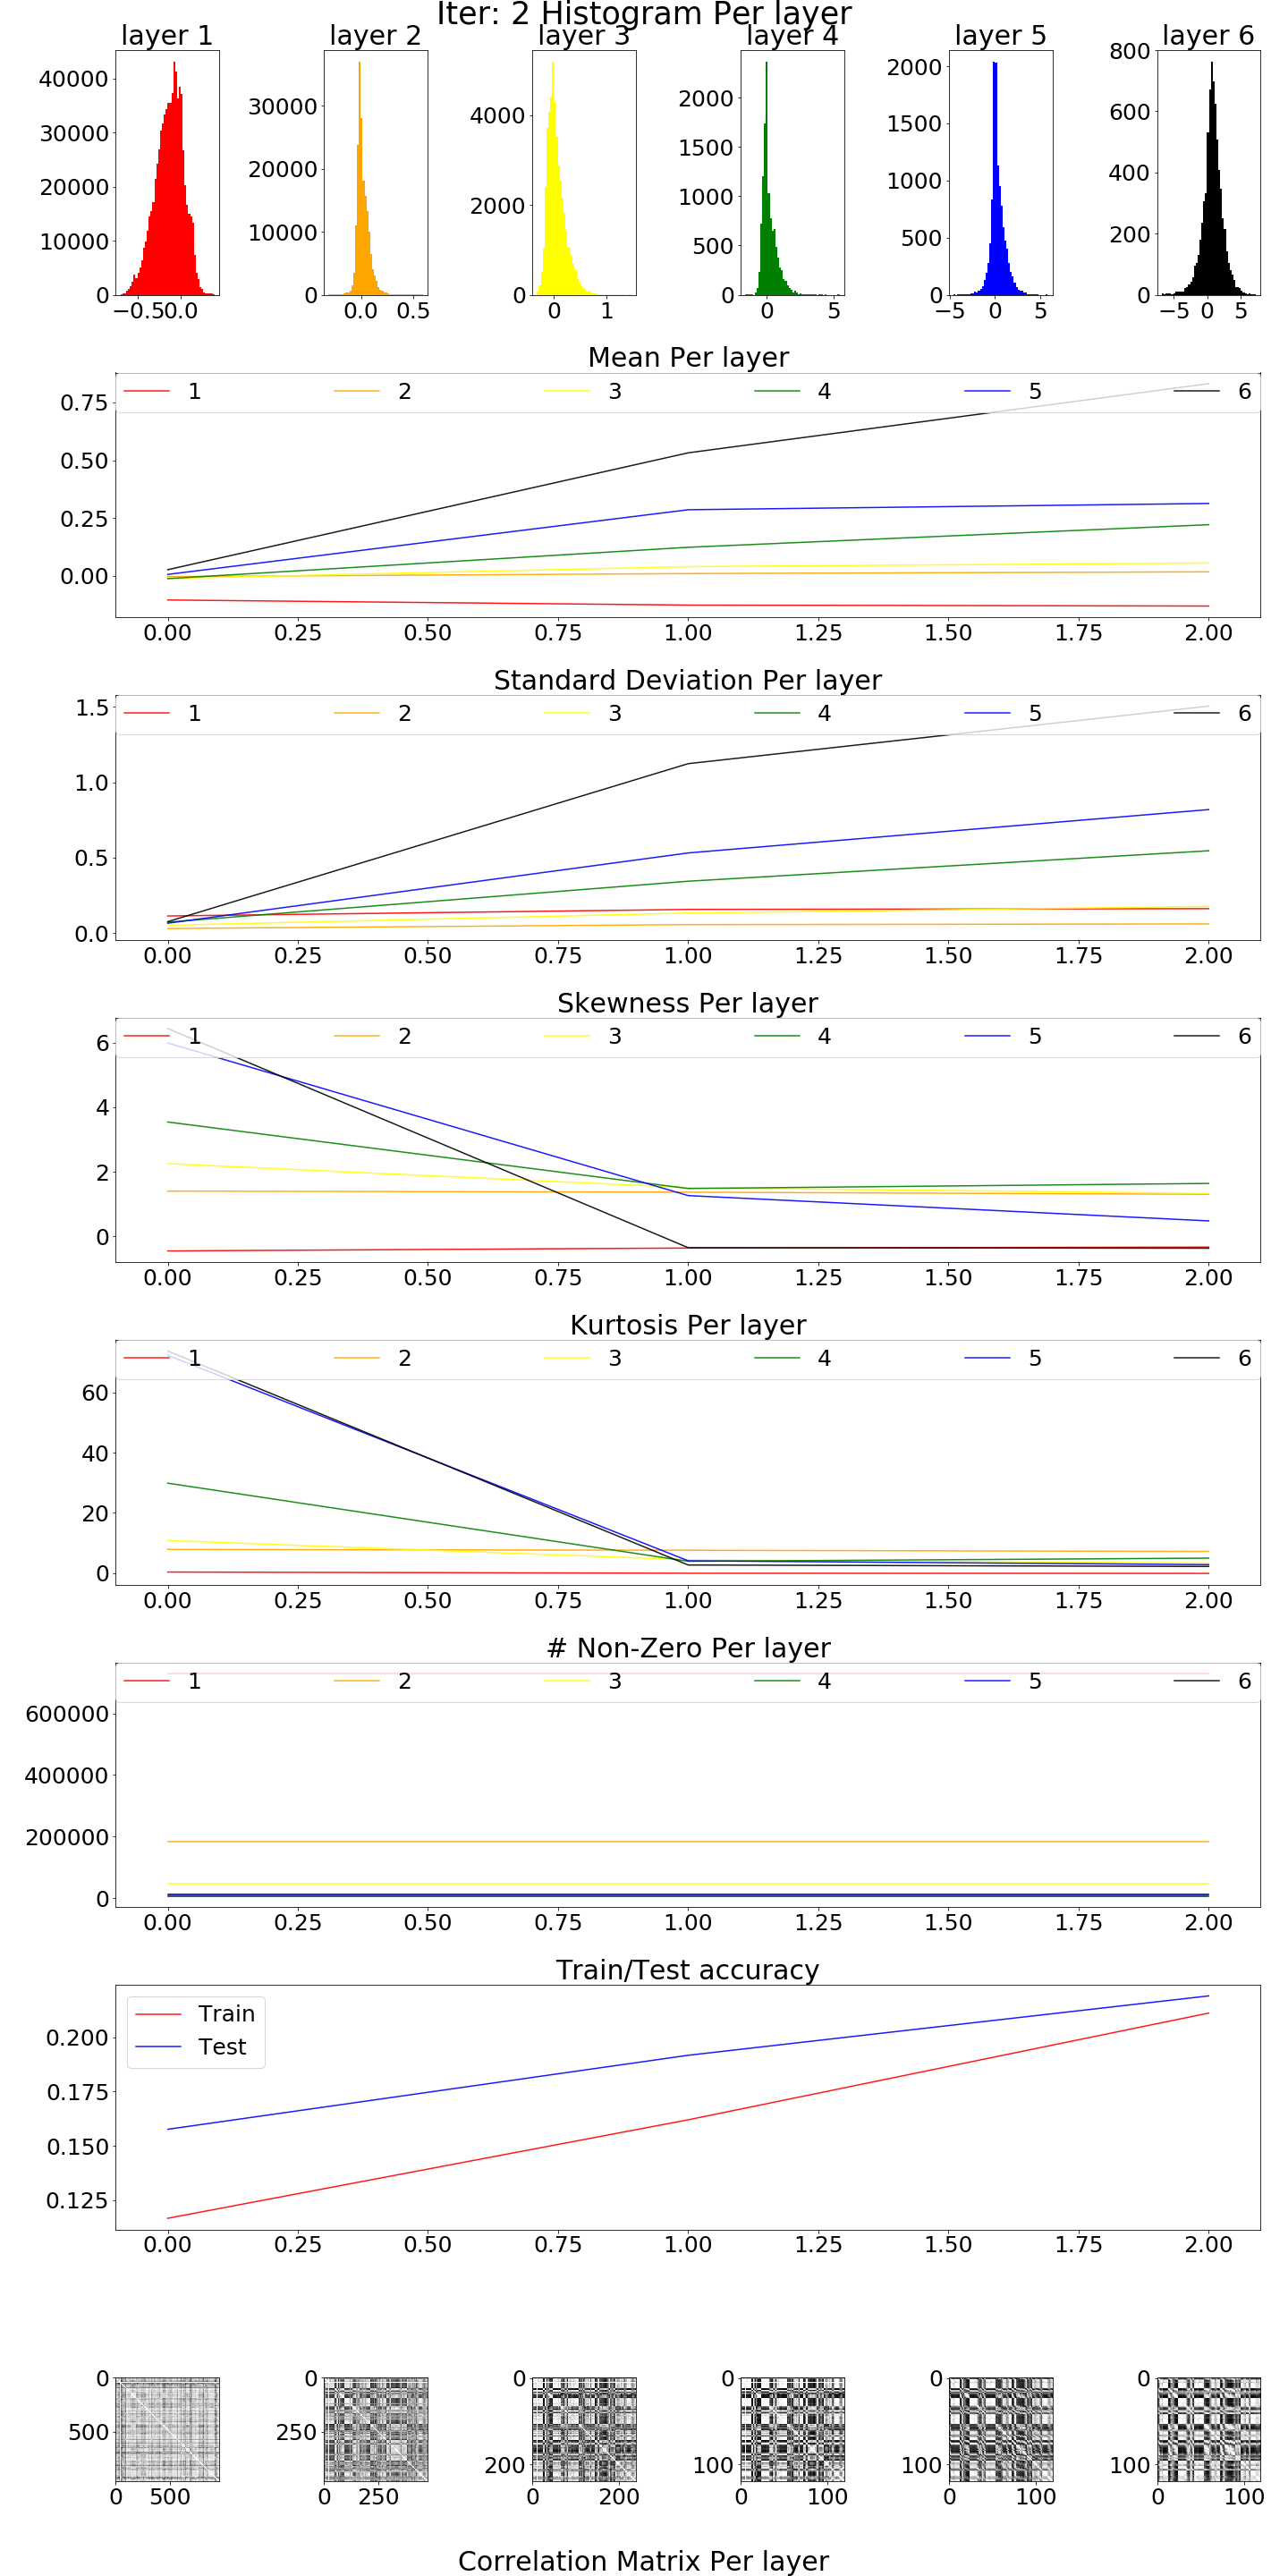 Iter: 2 Histogram Per layer
layer 1 layer 2 layer 3 layer 4 layer 5 layer 6
40000 30000 20000 10000 0
−0.5 0.0
30000 20000 10000 0
0.0 0.5
4000 2000 0
0 1
2000 1500 1000 500 0
0 5
2000 1500 1000 500 0
−5 0 5
800 600 400 200 0
−5 0 5
Mean Per layer
1 2 3 4 5 6
0.75
0.50
0.25
0.00
0.00 0.25 0.50 0.75 1.00 1.25 1.50 1.75 2.00
Standard Deviation Per layer
1 2 3 4 5 6
1.5
1.0
0.5
0.0
0.00 0.25 0.50 0.75 1.00 1.25 1.50 1.75 2.00
Skewness Per layer
1 2 3 4 5 6
6
4
2
0
0.00 0.25 0.50 0.75 1.00 1.25 1.50 1.75 2.00
Kurtosis Per layer
1 2 3 4 5 6
60
40
20
0
0.00 0.25 0.50 0.75 1.00 1.25 1.50 1.75 2.00
# Non-Zero Per layer
1 2 3 4 5 6
600000
400000
200000
0
0.00 0.25 0.50 0.75 1.00 1.25 1.50 1.75 2.00
Train/Test accuracy
Train
Test
0.200
0.175
0.150
0.125
0.00 0.25 0.50 0.75 1.00 1.25 1.50 1.75 2.00
0 500
0 500
0 250
0 250
0 200
0 200
0 100
0 100
0 100
0 100
0 100
0 100
Correlation Matrix Per layer